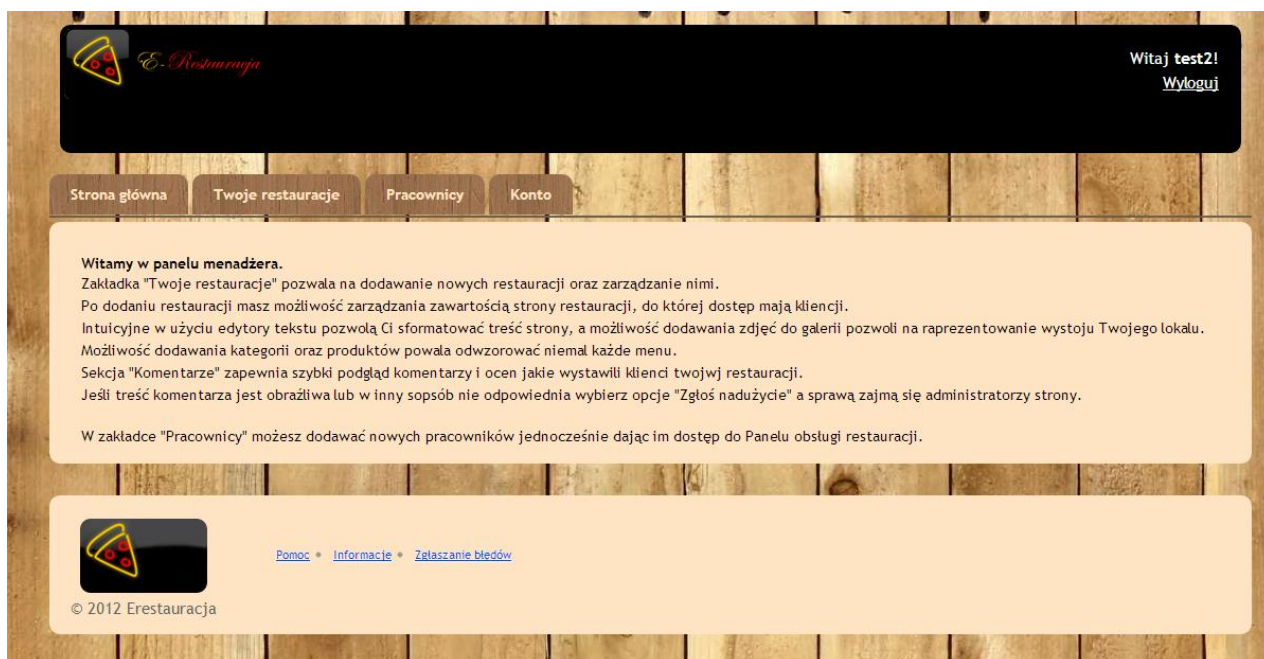 E-Restauracja
Witaj test2!
Wyloguj
Strona główna
Twoje restauracje
Pracownicy
Konto
Witamy w panelu menadżera.
Zakładka "Twoje restauracje" pozwala na dodawanie nowych restauracji oraz zarządzanie nimi.
Po dodaniu restauracji masz możliwość zarządzania zawartością strony restauracji, do której dostęp mają kliencji.
Intuicyjne w użyciu edytory tekstu pozwolą Ci sformatować treść strony, a możliwość dodawania zdjęć do galerii pozwoli na raprezentowanie wystoju Twojego lokalu.
Możliwość dodawania kategorii oraz produktów powala odwzorować niemal każde menu.
Sekcja "Komentarze" zapewnia szybki podgląd komentarzy i ocen jakie wystawili klienci twojwj restauracji.
Jeśli treść komentarza jest obraźliwa lub w inny sopsób nie odpowiednia wybierz opcje "Zgłoś nadużycie" a sprawą zajmą się administratorzy strony.
W zakładce "Pracownicy" możesz dodawać nowych pracowników jednocześnie dając im dostęp do Panelu obsługi restauracji.
Pomoc • Informacje • Zgłaszanie błedów
© 2012 Erestauracja